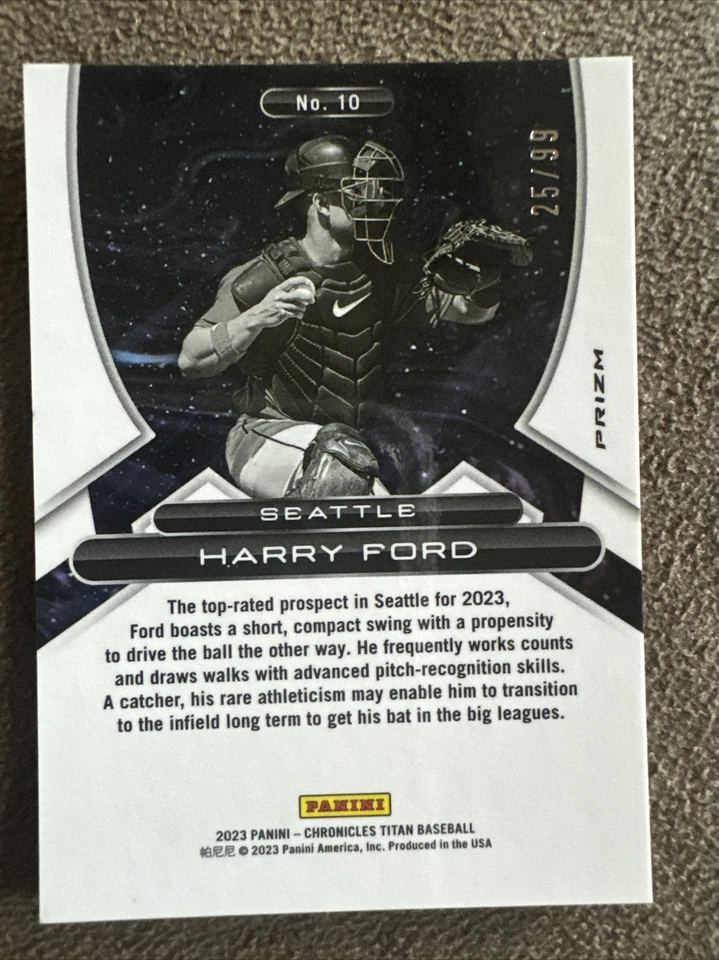 No. 10
25/99
PRIZM
SEATTLE
HARRY FORD
The top-rated prospect in Seattle for 2023,
Ford boasts a short, compact swing with a propensity
to drive the ball the other way. He frequently works counts
and draws walks with advanced pitch-recognition skills.
A catcher, his rare athleticism may enable him to transition
to the infield long term to get his bat in the big leagues.
PANINI
2023 PANINI – CHRONICLES TITAN BASEBALL
帕尼尼 © 2023 Panini America, Inc. Produced in the USA